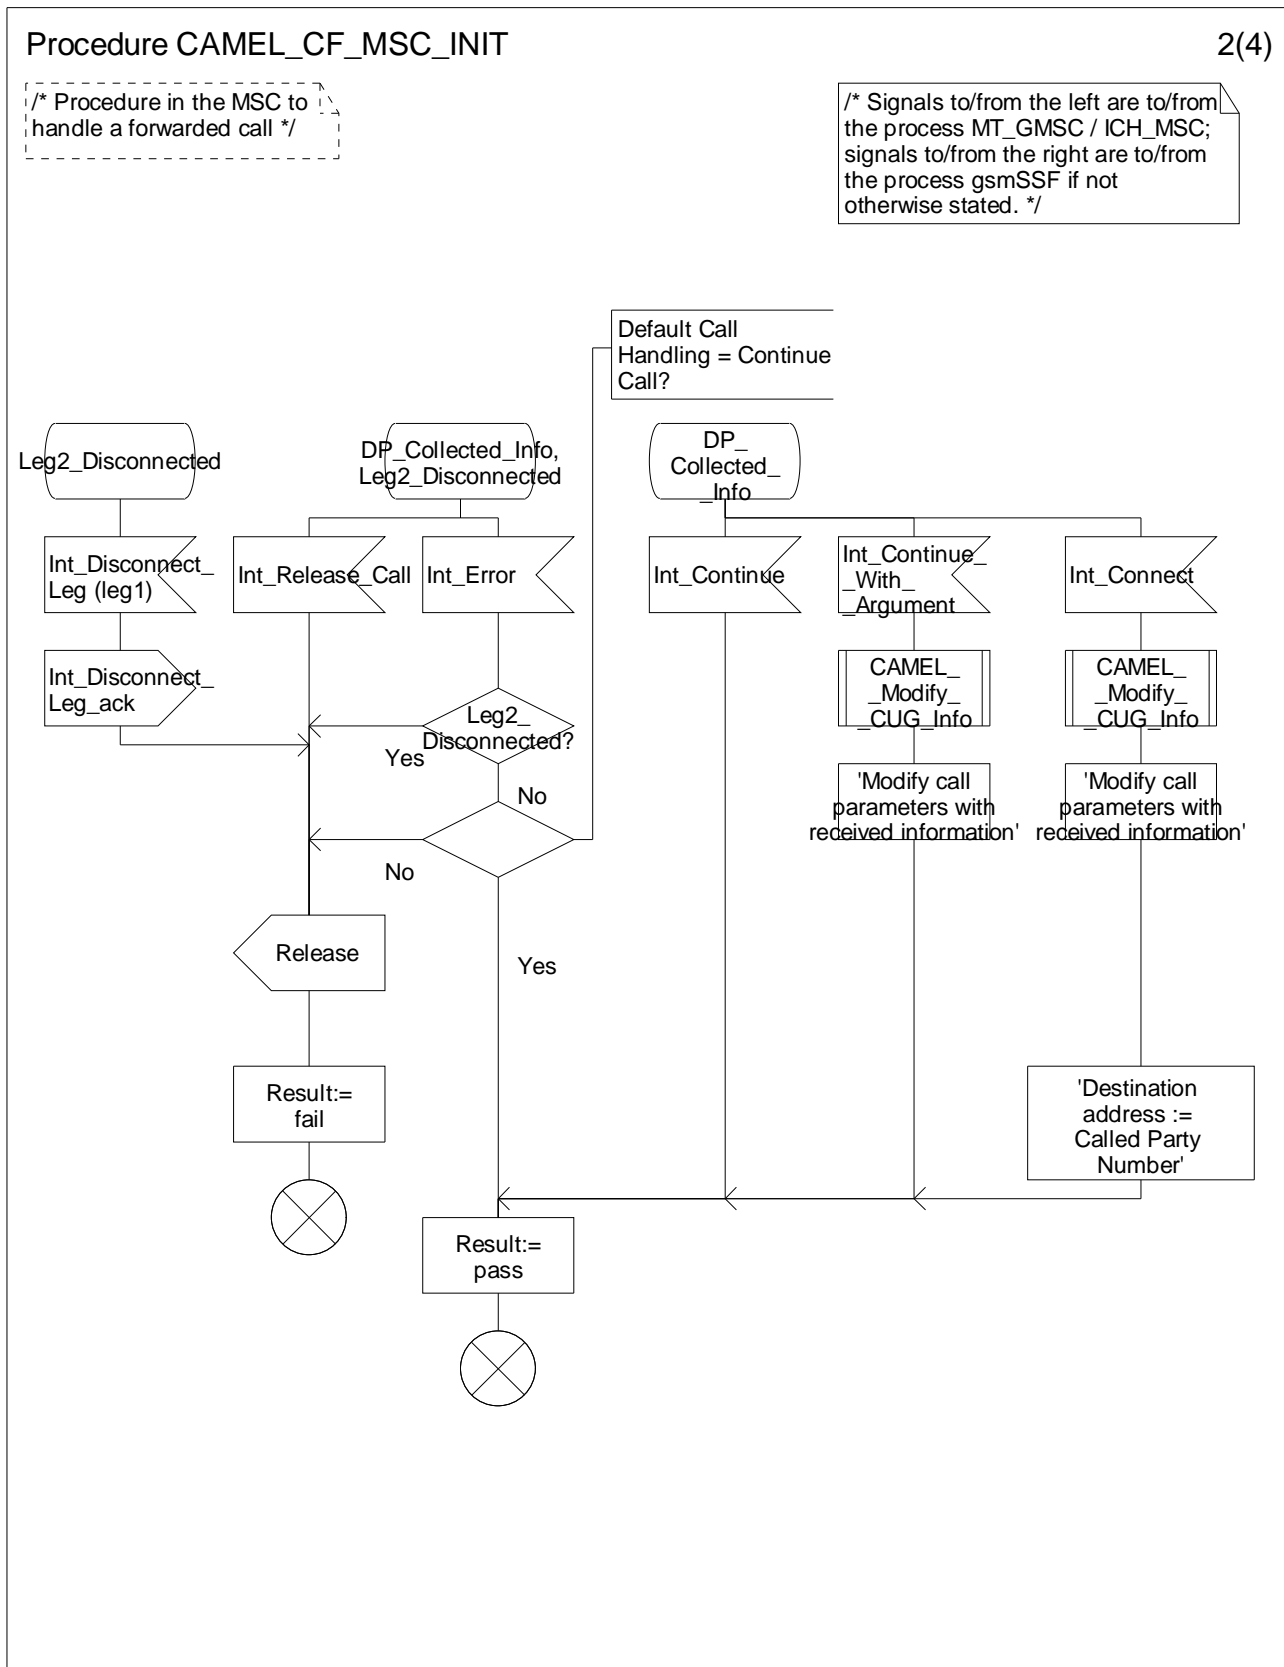 Procedure CAMEL_CF_MSC_INIT
2(4)
/* Procedure in the MSC to
handle a forwarded call */
/* Signals to/from the left are to/from
the process MT_GMSC / ICH_MSC;
signals to/from the right are to/from
the process gsmSSF if not
otherwise stated. */
Default Call
Handling = Continue
Call?
Leg2_Disconnected
DP_Collected_Info,
Leg2_Disconnected
DP_
Collected_
_Info
Int_Disconnect_
Leg (leg1)
Int_Release_Call
Int_Error
Int_Continue
Int_Continue_
_With_
_Argument
Int_Connect
Int_Disconnect_
Leg_ack
Leg2_
Disconnected?
CAMEL_
_Modify_
_CUG_Info
CAMEL_
_Modify_
_CUG_Info
Yes
No
'Modify call
parameters with
received information'
'Modify call
parameters with
received information'
No
Release
Yes
Result:=
fail
'Destination
address :=
Called Party
Number'
Result:=
pass